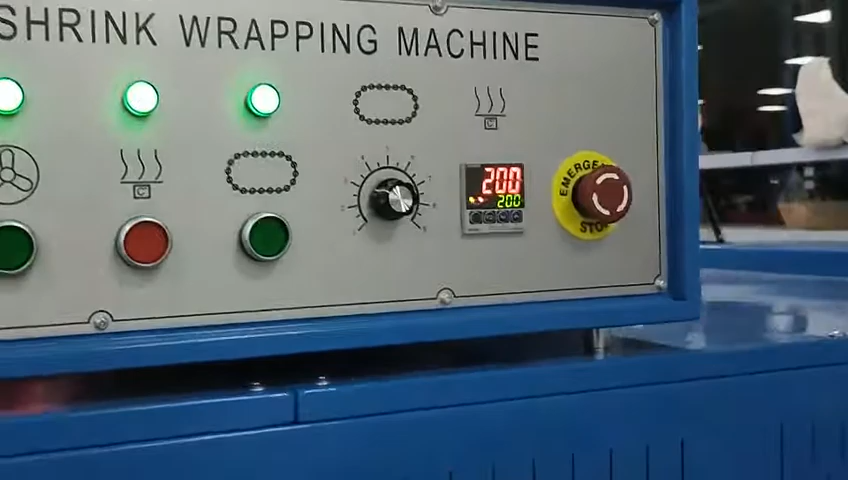 SHRINK WRAPPING MACHINE
200
200
EMERGENCY
STOP